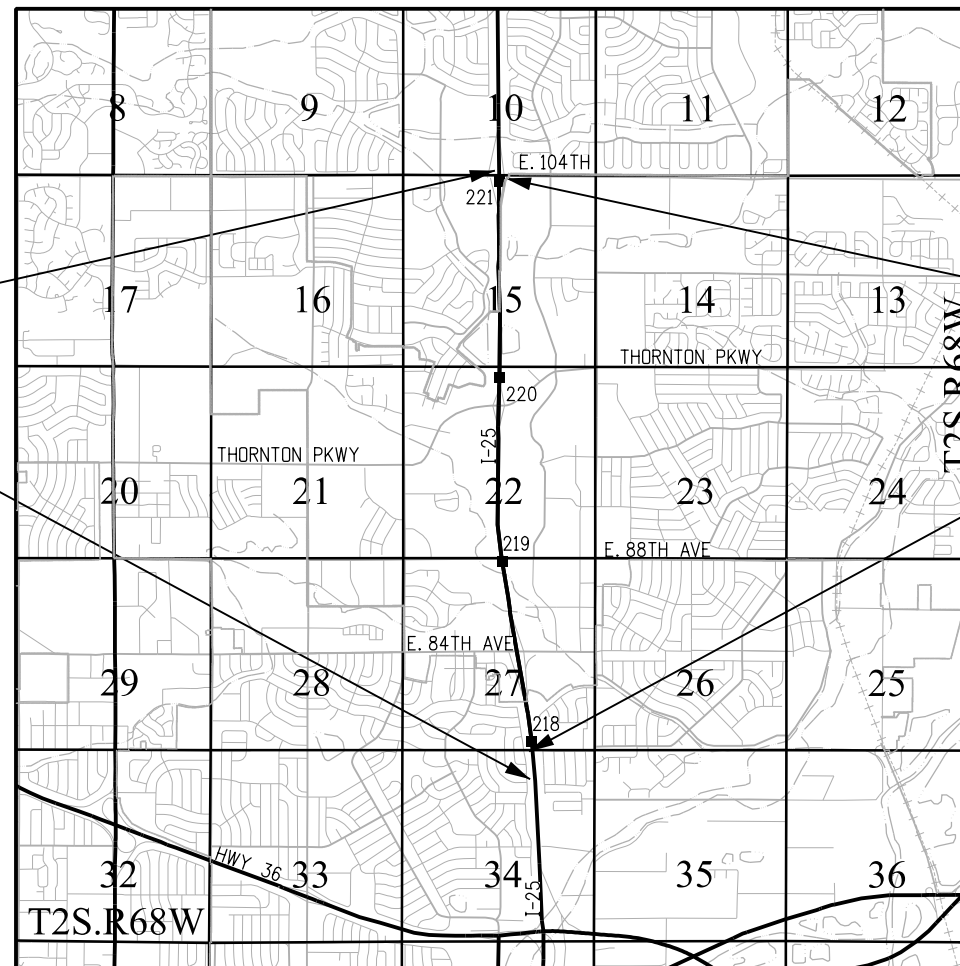 8 9 10 11 12
E. 104TH
221
17 16 15 14 13
T2S.R68W
THORNTON PKWY
220
I-25
THORNTON PKWY
20 21 22 23 24
219
E. 88TH AVE
E. 84TH AVE
29 28 27 26 25
218
HWY 36
32 33 34 35 36
I-25
T2S.R68W